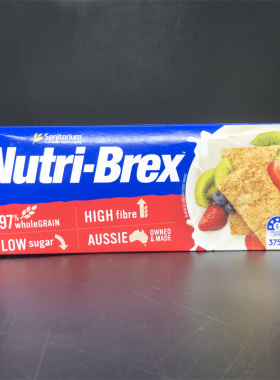 Sanitarium
Nutri-Brex
97% wholeGRAIN
HIGH fibre
LOW sugar
AUSSIE OWNED & MADE
375